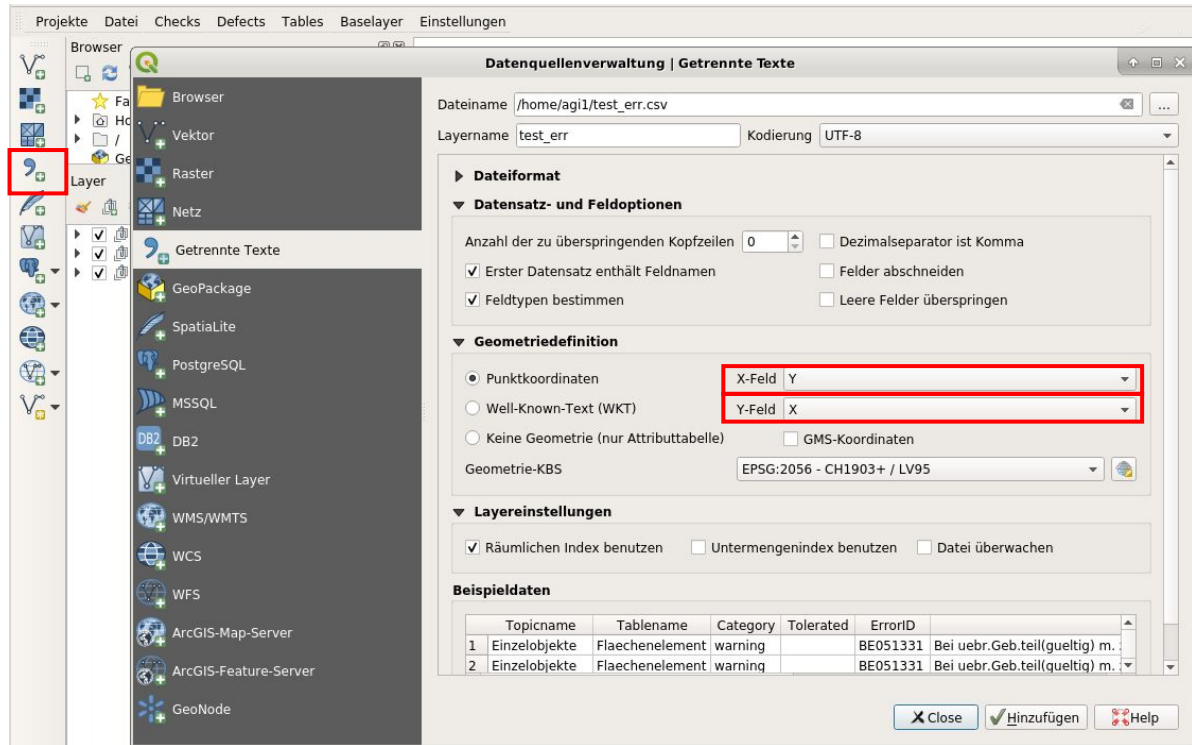 Projekte Datei Checks Defects Tables Baselayer Einstellungen
Browser
Layer
Datenquellenverwaltung | Getrennte Texte
Browser
Vektor
Raster
Netz
Getrennte Texte
GeoPackage
SpatiaLite
PostgreSQL
MSSQL
DB2 DB2
Virtueller Layer
WMS/WMTS
WCS
WFS
ArcGIS-Map-Server
ArcGIS-Feature-Server
GeoNode
Dateiname /home/agi1/test_err.csv ...
Layername test_err Kodierung UTF-8
Dateiformat
Datensatz- und Feldoptionen
Anzahl der zu überspringenden Kopfzeilen 0 Dezimalseparator ist Komma
Erster Datensatz enthält Feldnamen Felder abschneiden
Feldtypen bestimmen Leere Felder überspringen
Geometriedefinition
Punktkoordinaten X-Feld Y
Well-Known-Text (WKT) Y-Feld X
Keine Geometrie (nur Attributtabelle) GMS-Koordinaten
Geometrie-KBS EPSG:2056 - CH1903+ / LV95
Layereinstellungen
Räumlichen Index benutzen Untermengenindex benutzen Datei überwachen
Beispieldaten
Topicname Tablename Category Tolerated ErrorID
1 Einzelobjekte Flaechenelement warning BE051331 Bei uebr.Geb.teil(gueltig) m.
2 Einzelobjekte Flaechenelement warning BE051331 Bei uebr.Geb.teil(gueltig) m.
Close Hinzufügen Help